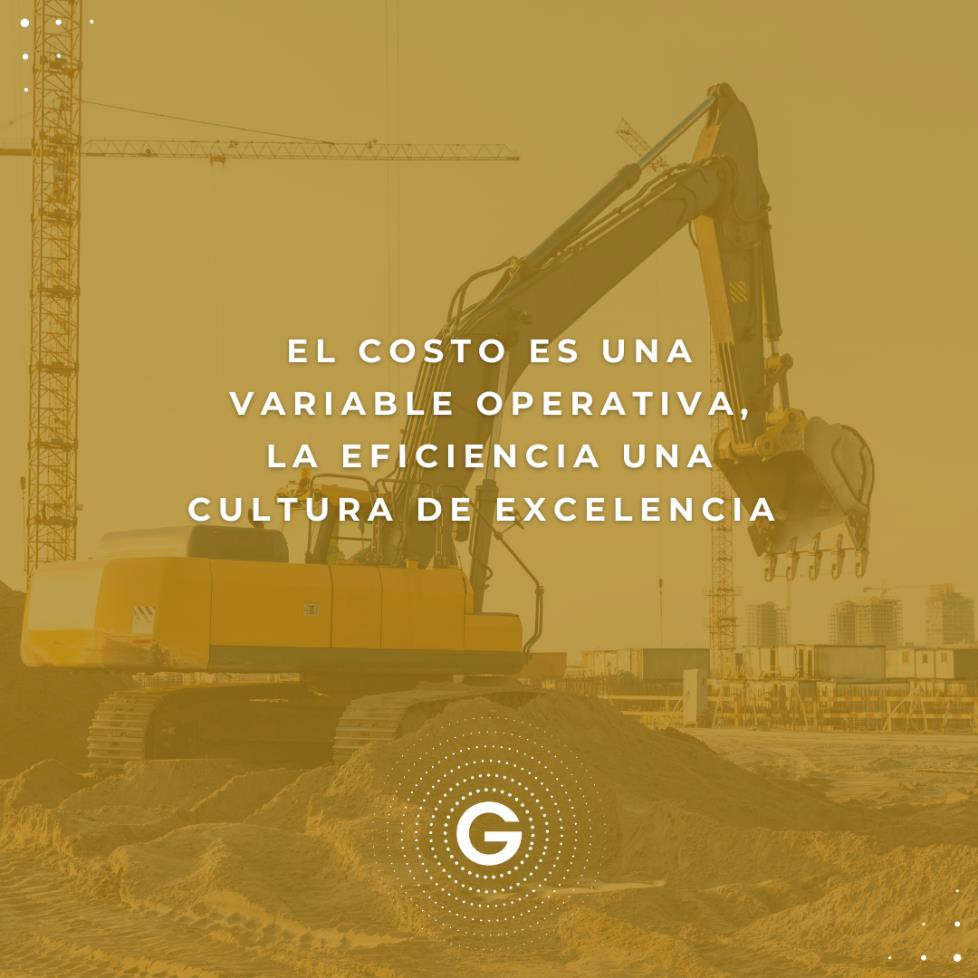 EL COSTO ES UNA
VARIABLE OPERATIVA,
LA EFICIENCIA UNA
CULTURA DE EXCELENCIA
G